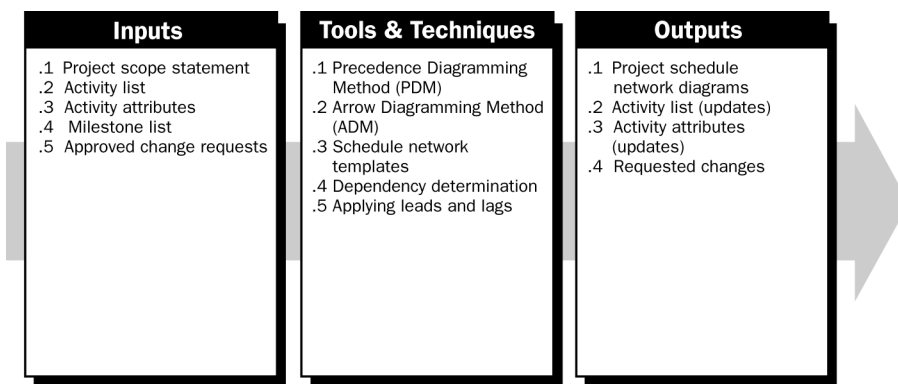 Inputs
.1 Project scope statement
.2 Activity list
.3 Activity attributes
.4 Milestone list
.5 Approved change requests
Tools & Techniques
.1 Precedence Diagramming
Method (PDM)
.2 Arrow Diagramming Method
(ADM)
.3 Schedule network
templates
.4 Dependency determination
.5 Applying leads and lags
Outputs
.1 Project schedule
network diagrams
.2 Activity list (updates)
.3 Activity attributes
(updates)
.4 Requested changes